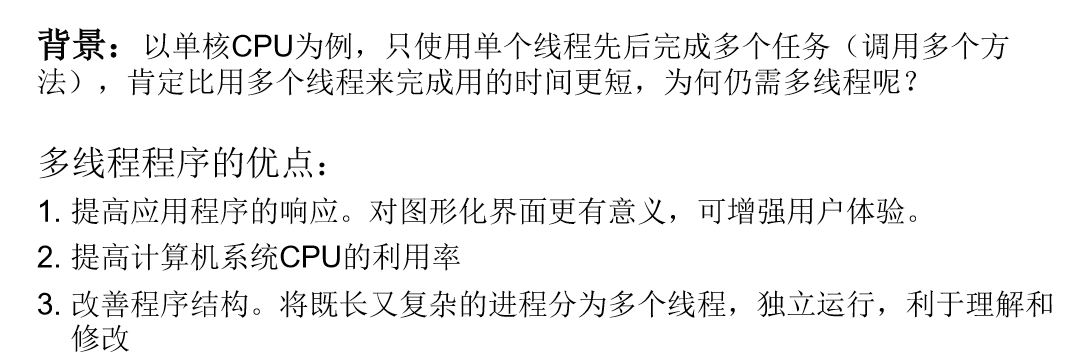 背景：以单核CPU为例，只使用单个线程先后完成多个任务（调用多个方
法），肯定比用多个线程来完成用的时间更短，为何仍需多线程呢？
多线程程序的优点：
1. 提高应用程序的响应。对图形化界面更有意义，可增强用户体验。
2. 提高计算机系统CPU的利用率
3. 改善程序结构。将既长又复杂的进程分为多个线程，独立运行，利于理解和
修改